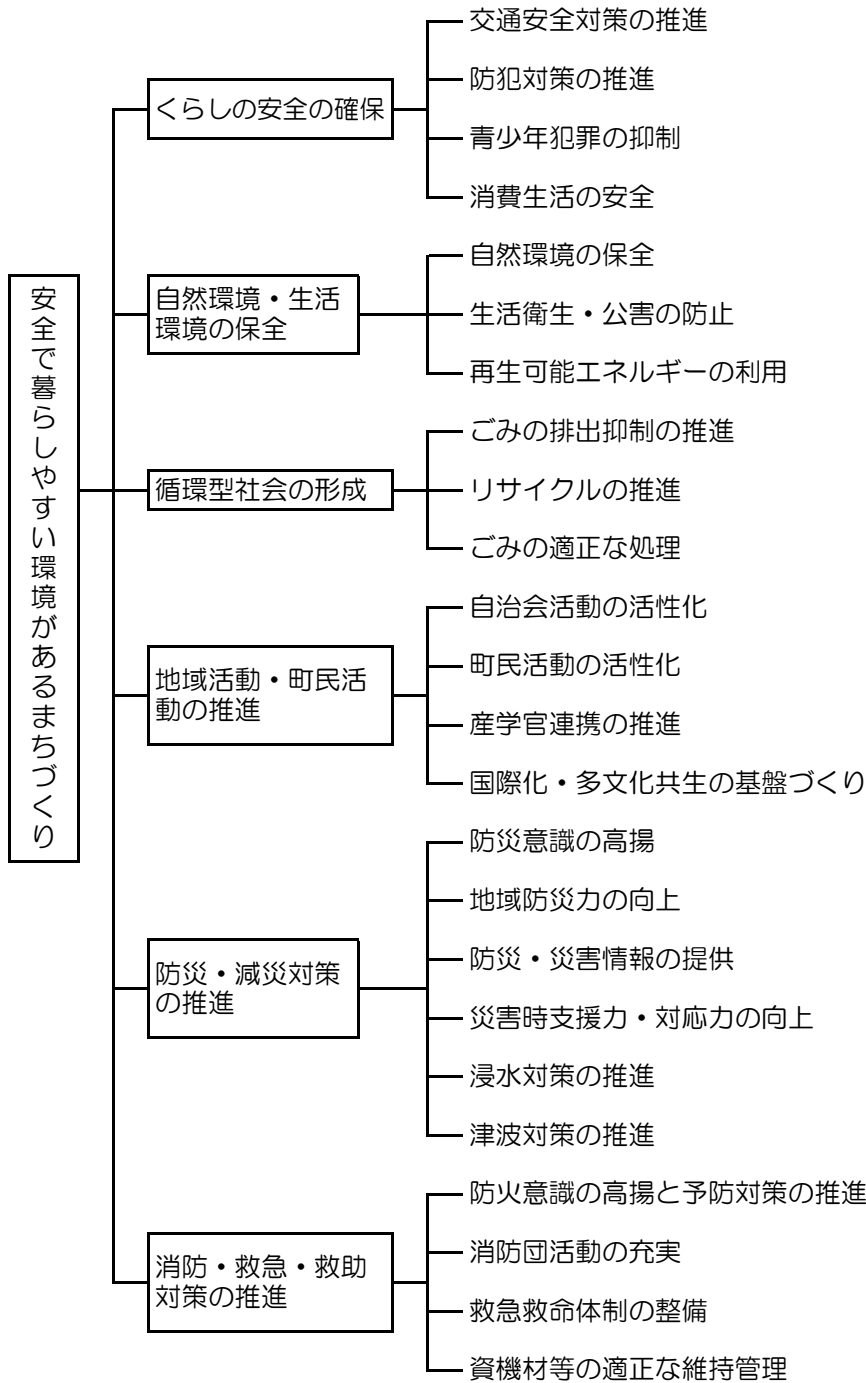 安全で暮らしやすい環境があるまちづくり
くらしの安全の確保
交通安全対策の推進
防犯対策の推進
青少年犯罪の抑制
消費生活の安全
自然環境・生活
環境の保全
自然環境の保全
生活衛生・公害の防止
再生可能エネルギーの利用
循環型社会の形成
ごみの排出抑制の推進
リサイクルの推進
ごみの適正な処理
地域活動・町民活
動の推進
自治会活動の活性化
町民活動の活性化
産学官連携の推進
国際化・多文化共生の基盤づくり
防災・減災対策
の推進
防災意識の高揚
地域防災力の向上
防災・災害情報の提供
災害時支援力・対応力の向上
浸水対策の推進
津波対策の推進
消防・救急・救助
対策の推進
防火意識の高揚と予防対策の推進
消防団活動の充実
救急救命体制の整備
資機材等の適正な維持管理